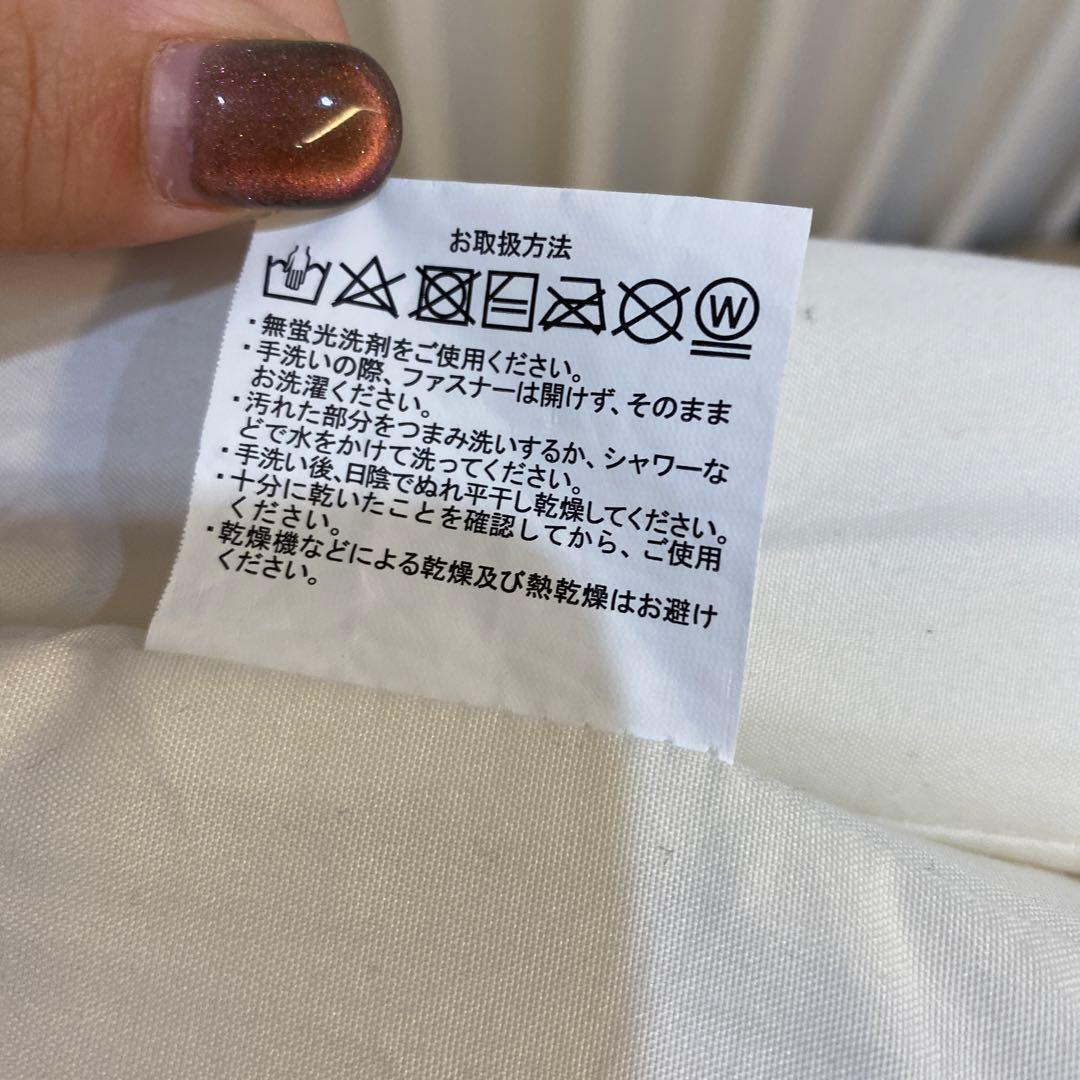 お取扱方法
W
・無蛍光洗剤をご使用ください。
・手洗いの際、ファスナーは開けず、そのまま
お洗濯ください。
・汚れた部分をつまみ洗いするか、シャワーな
どで水をかけて洗ってください。
・手洗い後、日陰でぬれ平干し乾燥してください。
・十分に乾いたことを確認してから、ご使用
ください。
・乾燥機などによる乾燥及び熱乾燥はお避け
ください。